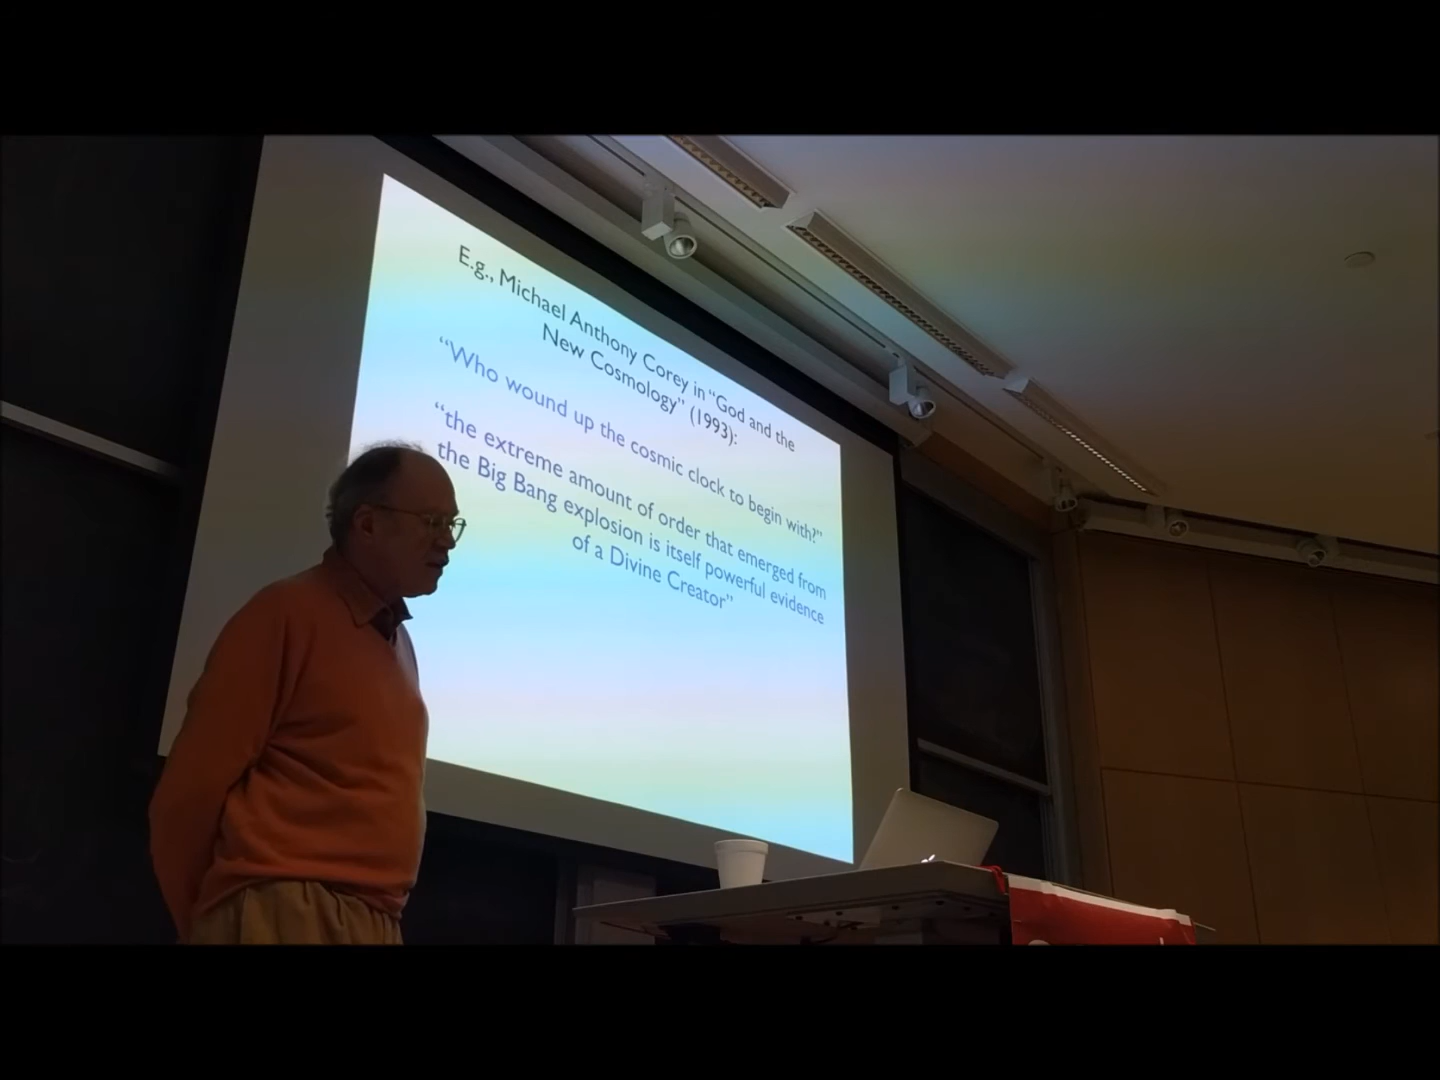 E.g., Michael Anthony Corey in “God and the
New Cosmology” (1993):
“Who wound up the cosmic clock to begin with?”
“the extreme amount of order that emerged from
the Big Bang explosion is itself powerful evidence
of a Divine Creator”